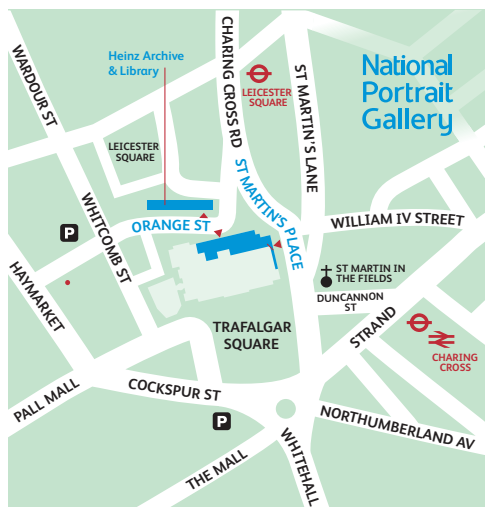 WARDOUR ST
Heinz Archive
& Library
CHARING CROSS RD
LEICESTER
SQUARE
ST MARTIN'S LANE
National
Portrait
Gallery
LEICESTER
SQUARE
ST MARTIN'S PLACE
ORANGE ST
WILLIAM IV STREET
P
WHITCOMB ST
HAYMARKET
ST MARTIN IN
THE FIELDS
DUNCANNON
ST
STRAND
TRAFALGAR
SQUARE
CHARING
CROSS
PALL MALL
COCKSPUR ST
P
NORTHUMBERLAND AV
THE MALL
WHITEHALL